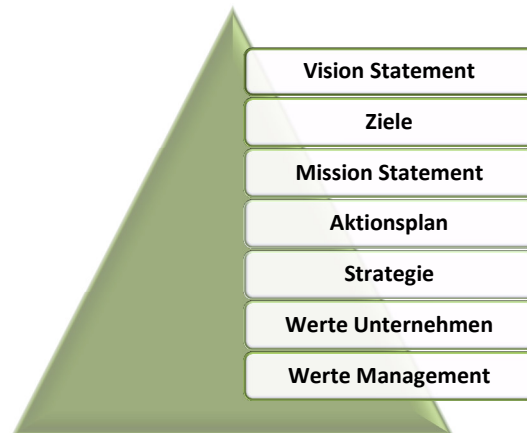 Vision Statement
Ziele
Mission Statement
Aktionsplan
Strategie
Werte Unternehmen
Werte Management